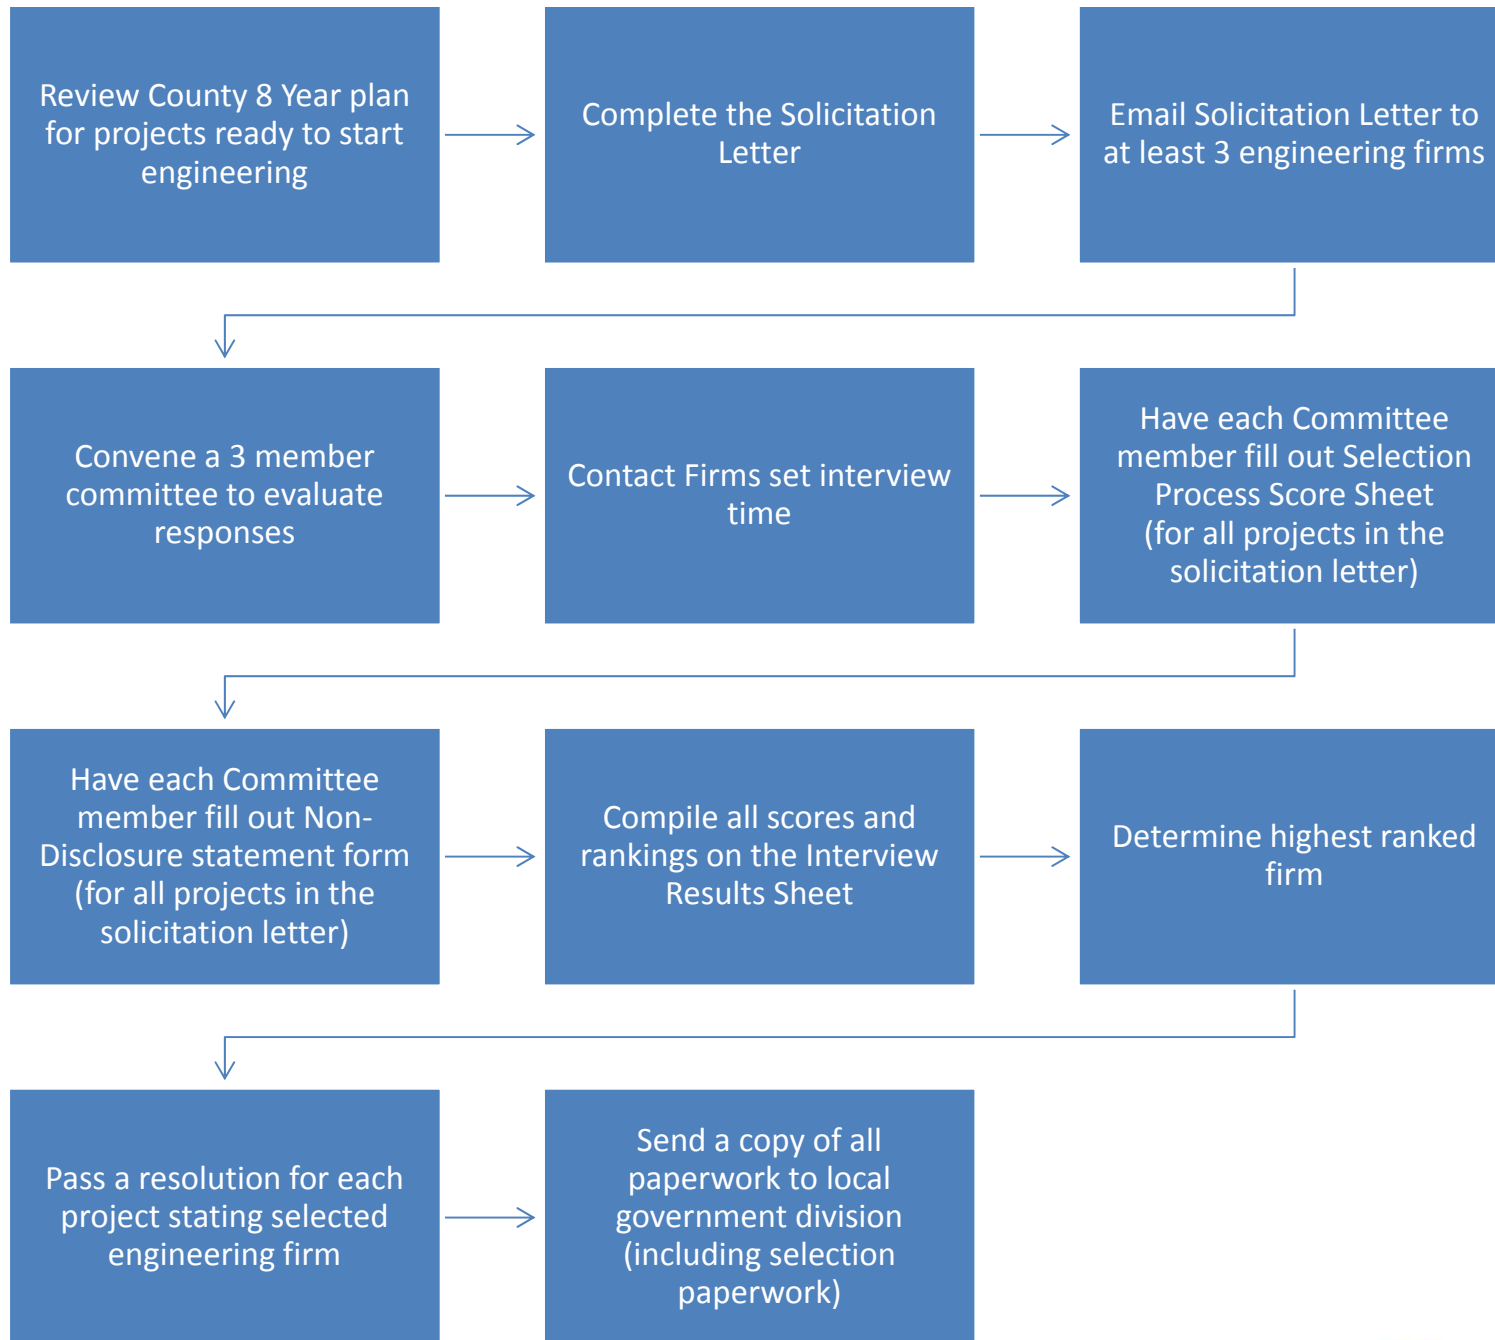 Review County 8 Year plan
for projects ready to start
engineering
Complete the Solicitation
Letter
Email Solicitation Letter to
at least 3 engineering firms
Convene a 3 member
committee to evaluate
responses
Contact Firms set interview
time
Have each Committee
member fill out Selection
Process Score Sheet
(for all projects in the
solicitation letter)
Have each Committee
member fill out Non-
Disclosure statement form
(for all projects in the
solicitation letter)
Compile all scores and
rankings on the Interview
Results Sheet
Determine highest ranked
firm
Pass a resolution for each
project stating selected
engineering firm
Send a copy of all
paperwork to local
government division
(including selection
paperwork)